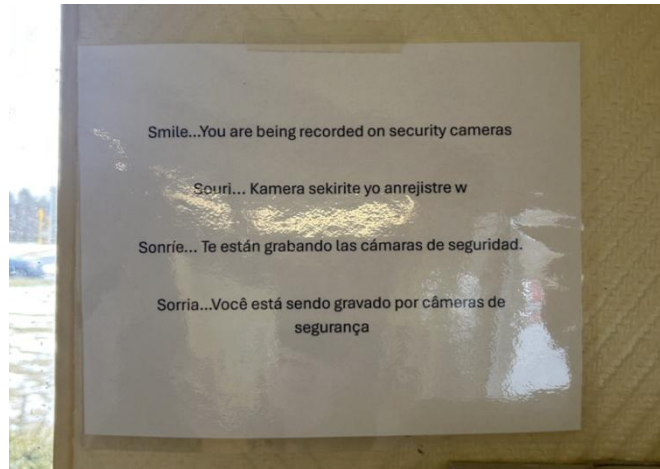 Smile...You are being recorded on security cameras
Souri... Kamera sekirite yo anrejistre w
Sonríe... Te están grabando las cámaras de seguridad.
Sorria...Você está sendo gravado por câmeras de
segurança